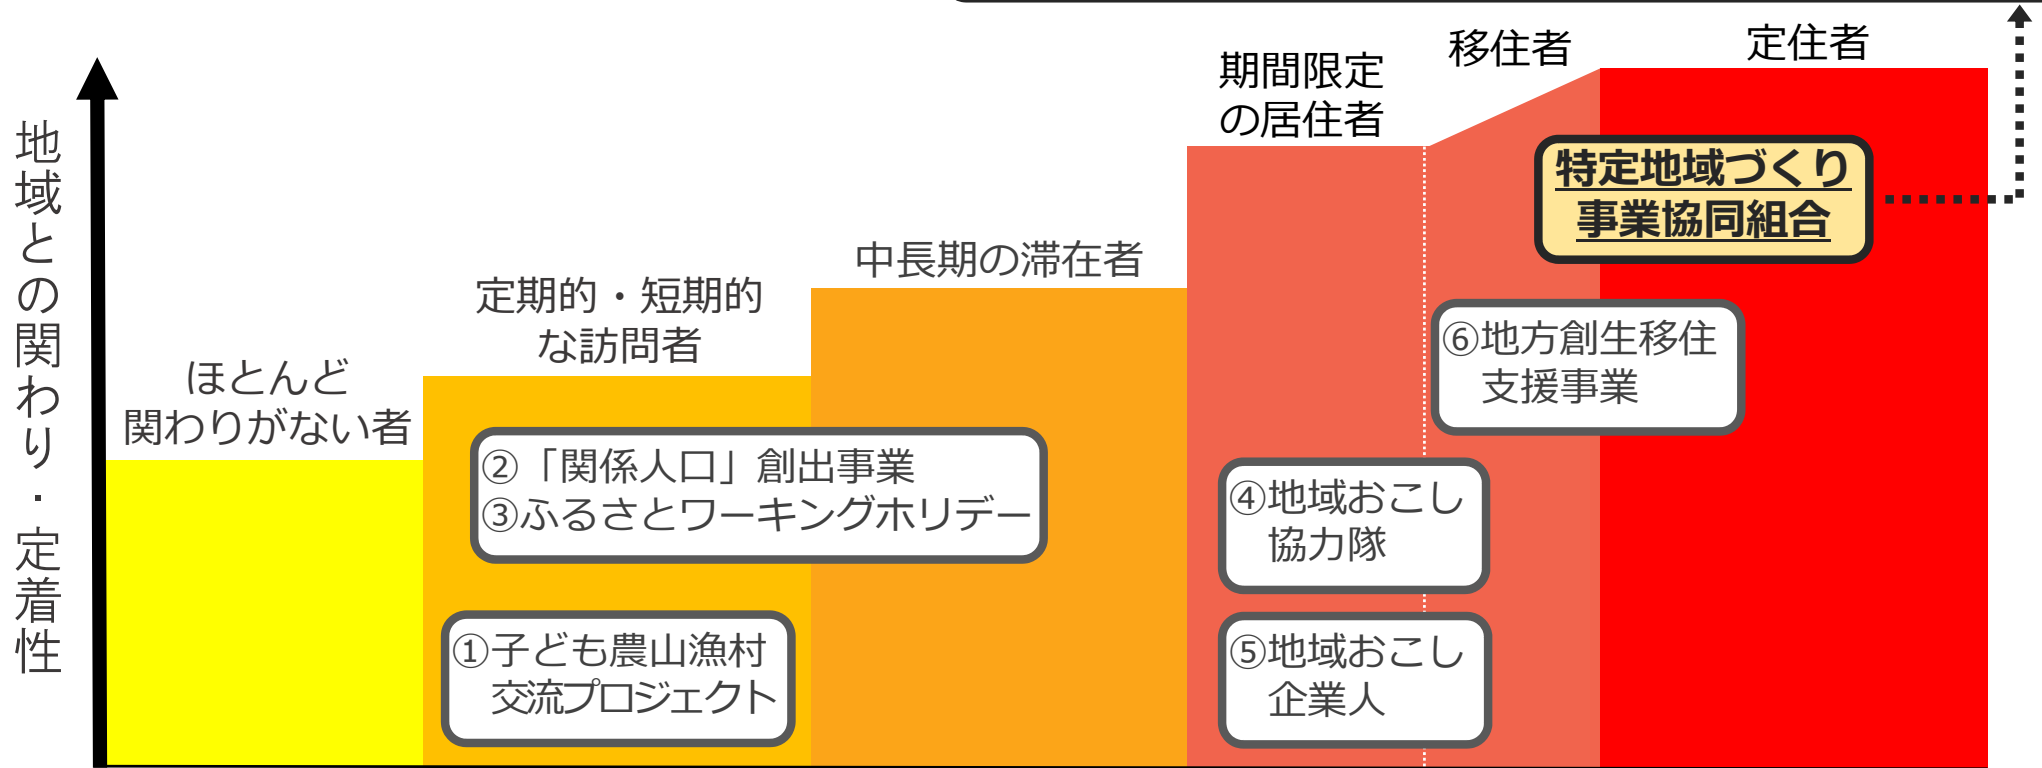 地域との関わり・定着性
ほとんど
関わりがない者
定期的・短期的
な訪問者
中長期の滞在者
期間限定
の居住者
移住者
定住者
特定地域づくり
事業協同組合
⑥地方創生移住
支援事業
②「関係人口」創出事業
③ふるさとワーキングホリデー
④地域おこし
協力隊
①子ども農山漁村
交流プロジェクト
⑤地域おこし
企業人